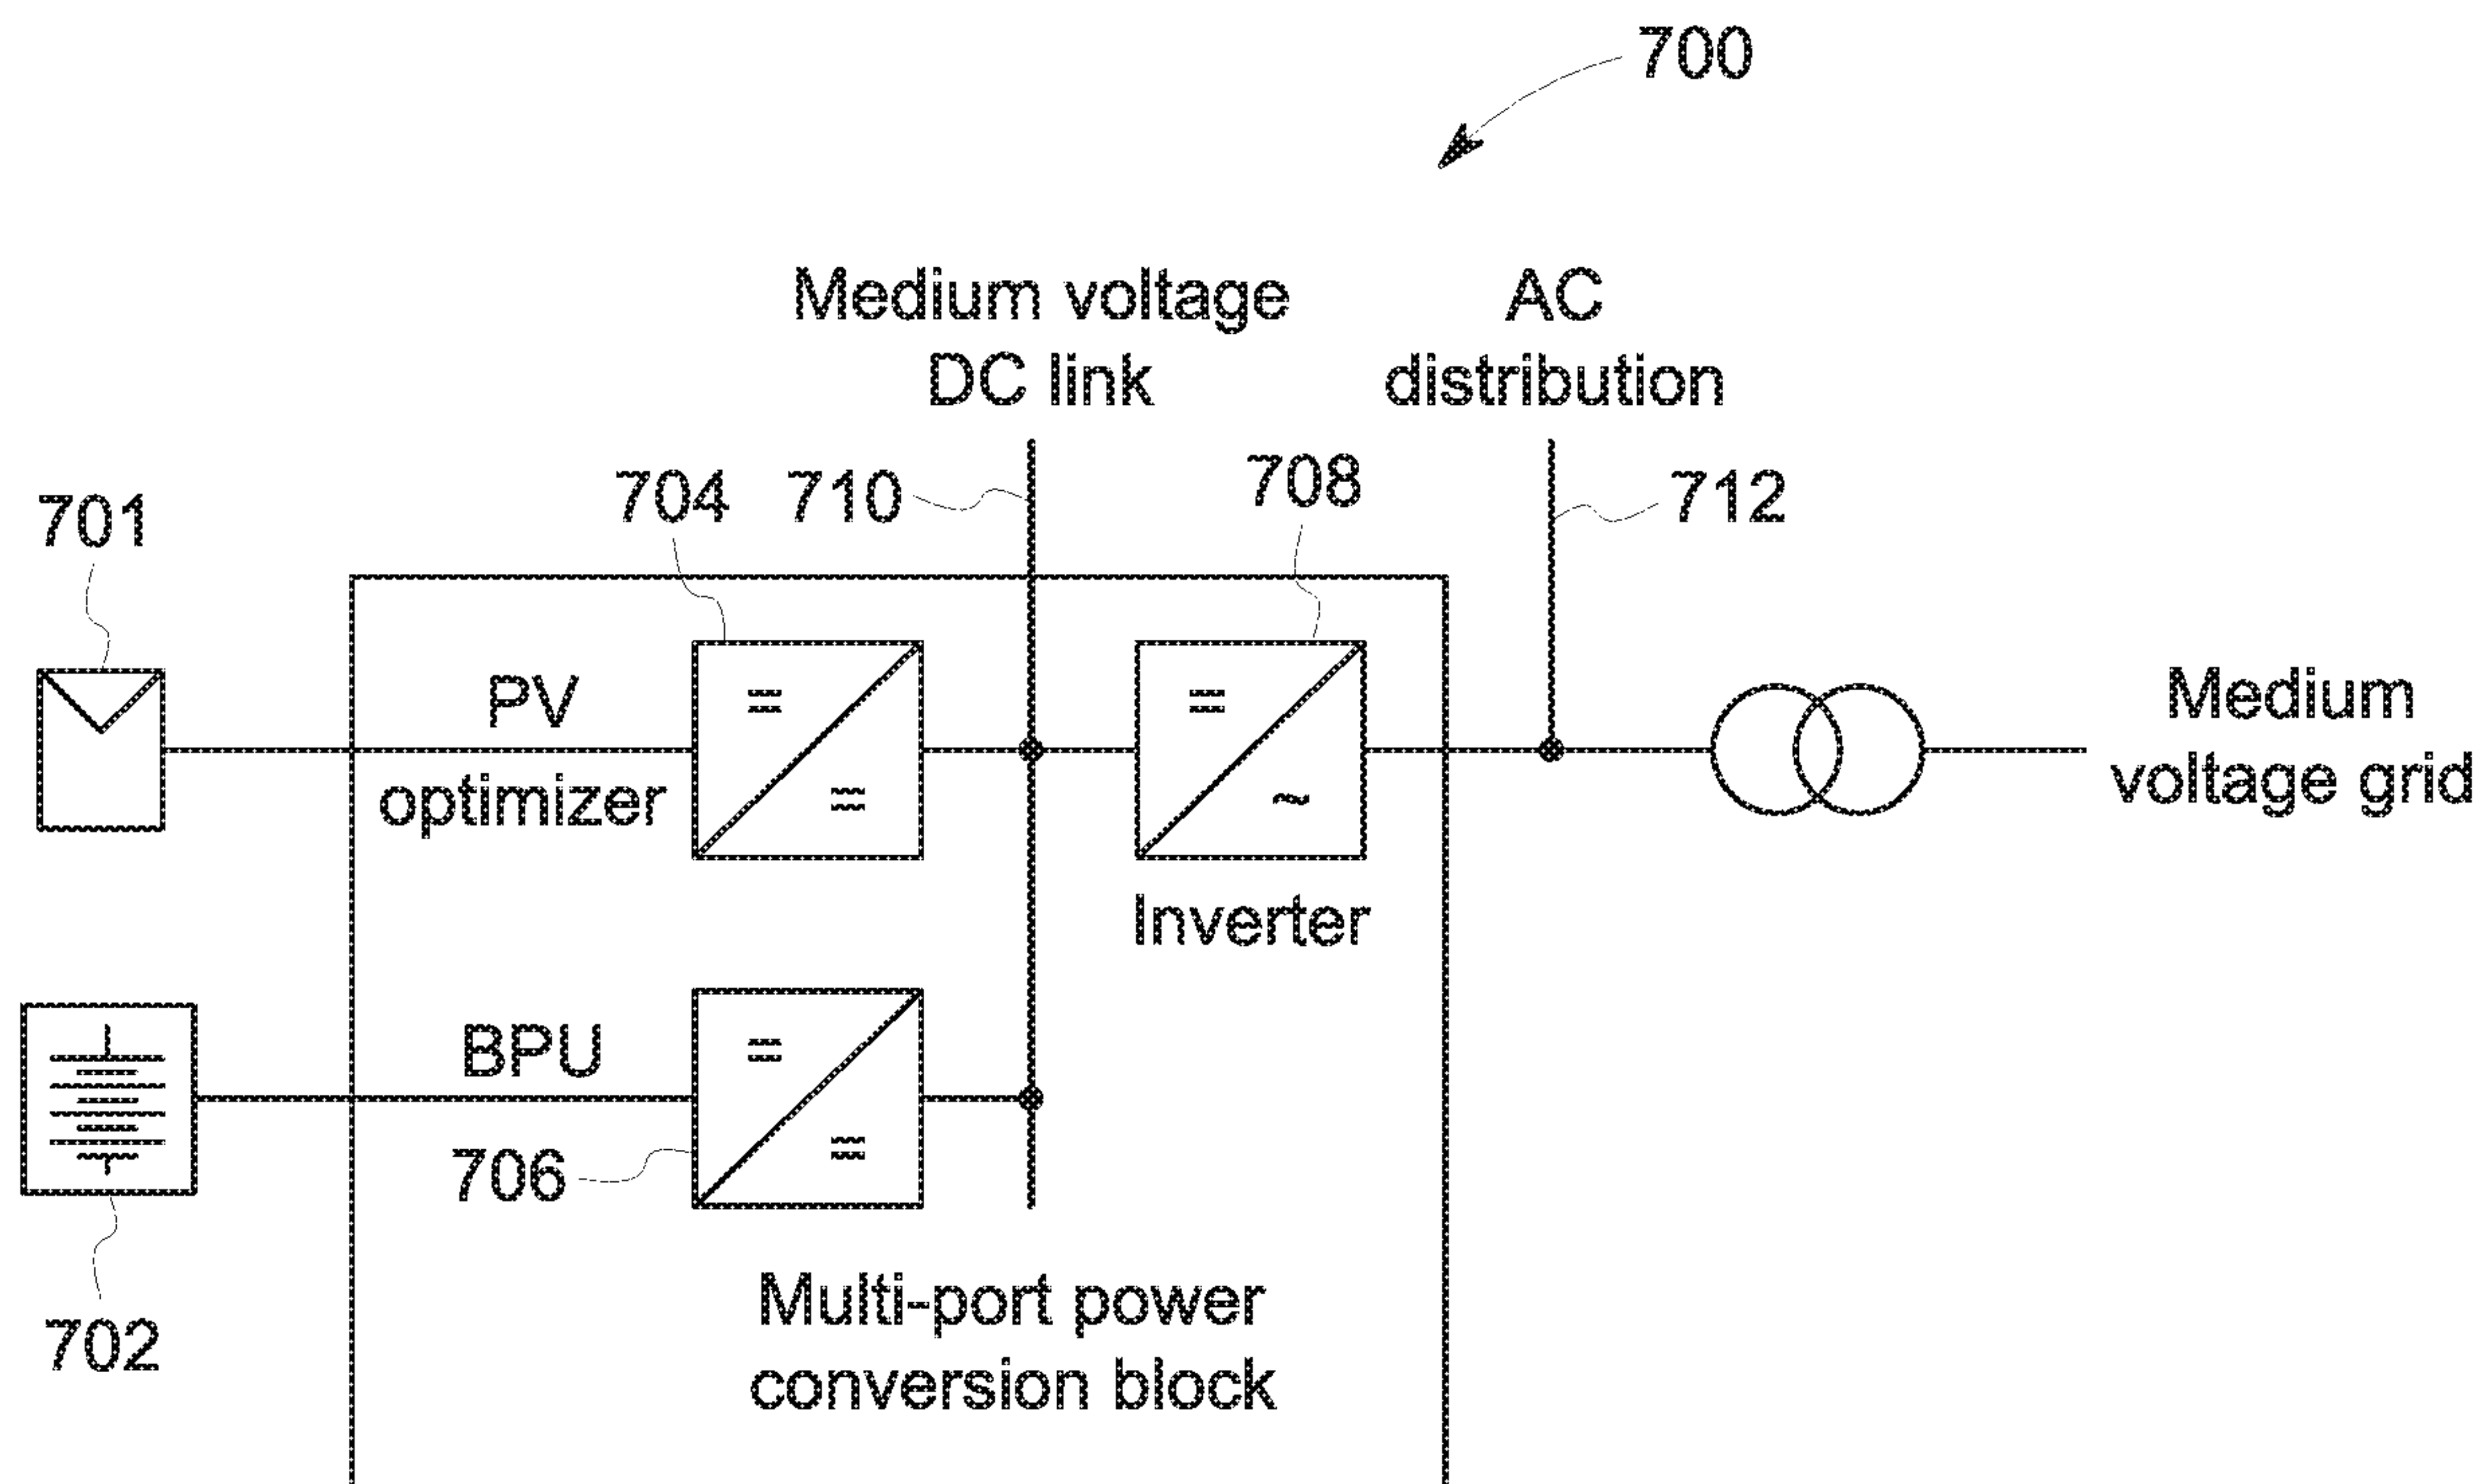 700
Medium voltage
DC link
AC
distribution
701
704
710
708
712
PV
optimizer
Medium
voltage grid
Inverter
BPU
706
702
Multi-port power
conversion block